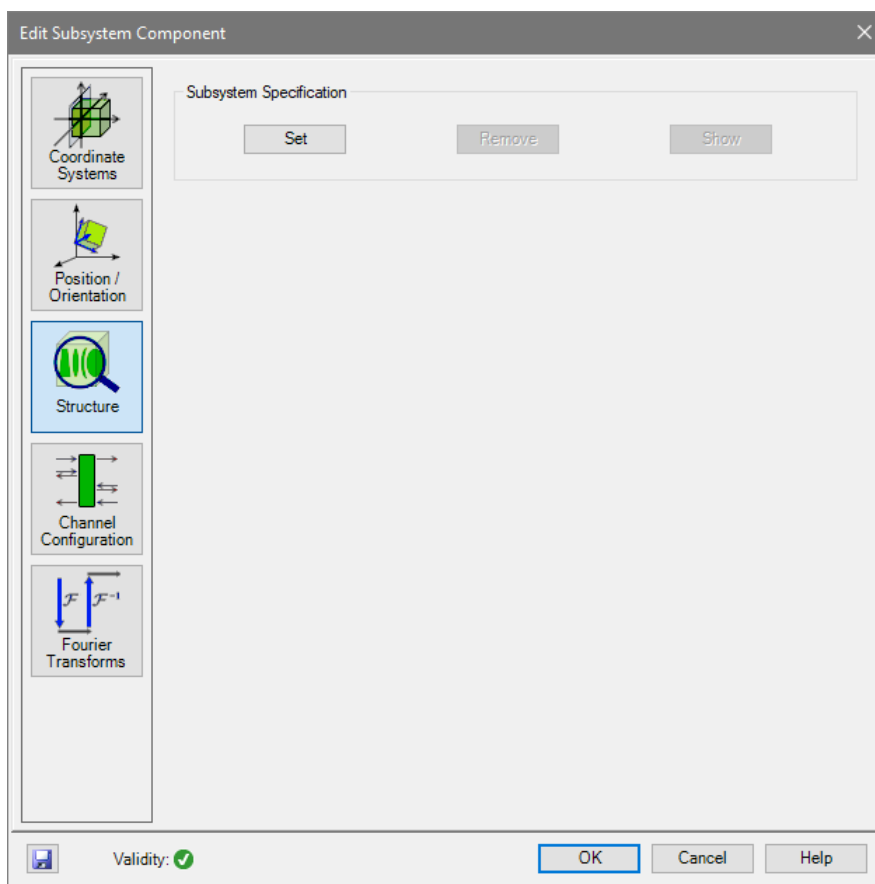 Edit Subsystem Component
Subsystem Specification
Set
Remove
Show
Coordinate
Systems
Position /
Orientation
Structure
Channel
Configuration
ℱ ℱ⁻¹
Fourier
Transforms
Validity:
OK
Cancel
Help